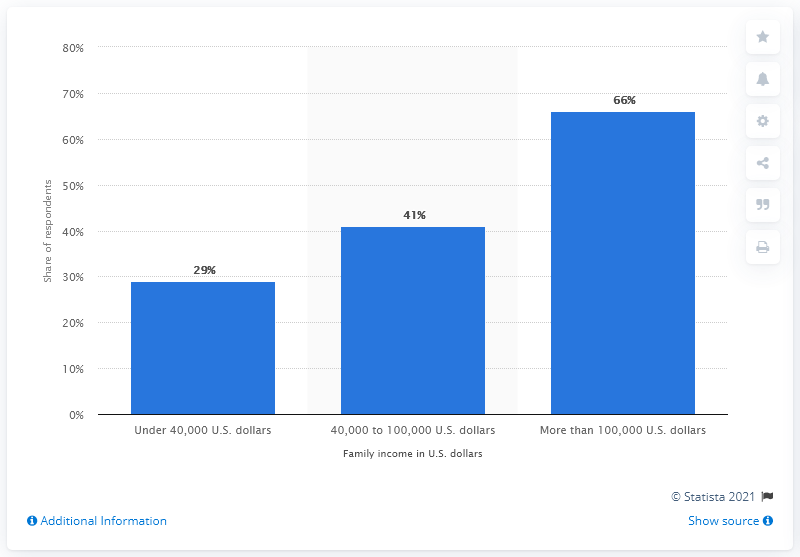 80%
70%
60%
50%
40%
30%
20%
10%
0%
Share of respondents
29%
41%
66%
Under 40,000 U.S. dollars
40,000 to 100,000 U.S. dollars
More than 100,000 U.S. dollars
Family income in U.S. dollars
© Statista 2021
Additional Information
Show source